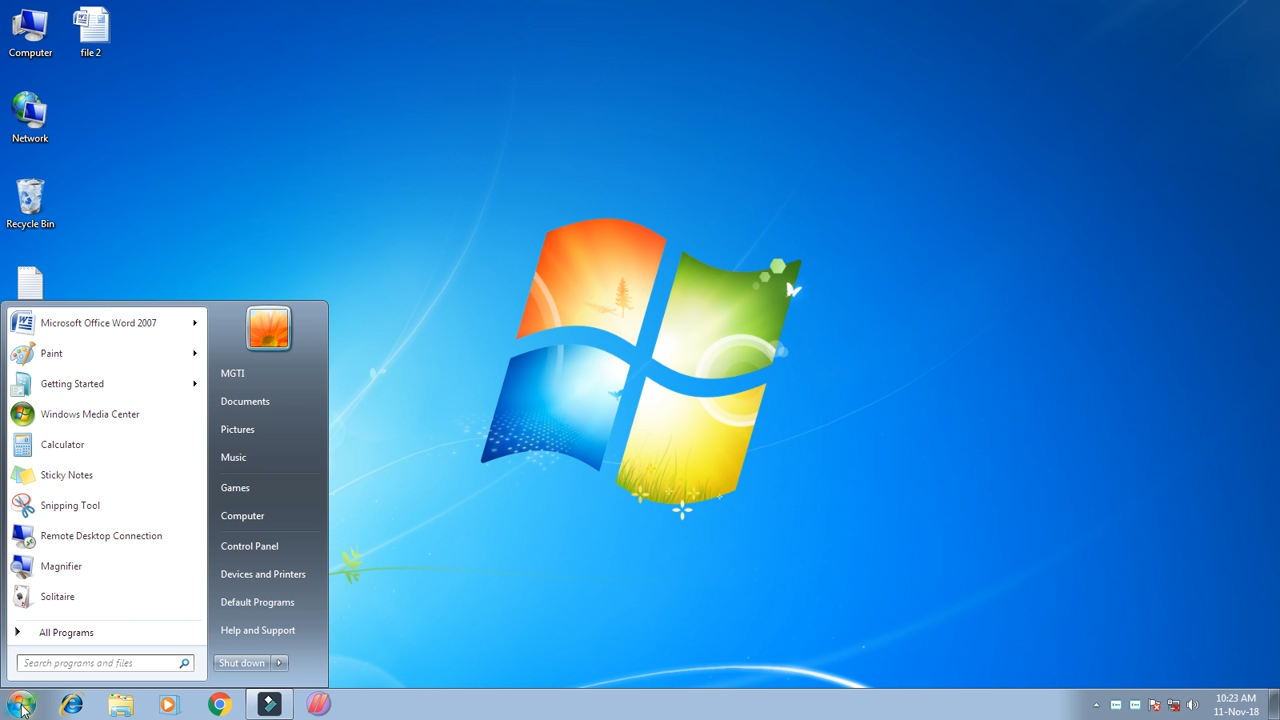 Computer
file 2
Network
Recycle Bin
Microsoft Office Word 2007
Paint
Getting Started
Windows Media Center
Calculator
Sticky Notes
Snipping Tool
Remote Desktop Connection
Magnifier
Solitaire
All Programs
Search programs and files
MGTI
Documents
Pictures
Music
Games
Computer
Control Panel
Devices and Printers
Default Programs
Help and Support
Shut down
10:23 AM
11-Nov-18